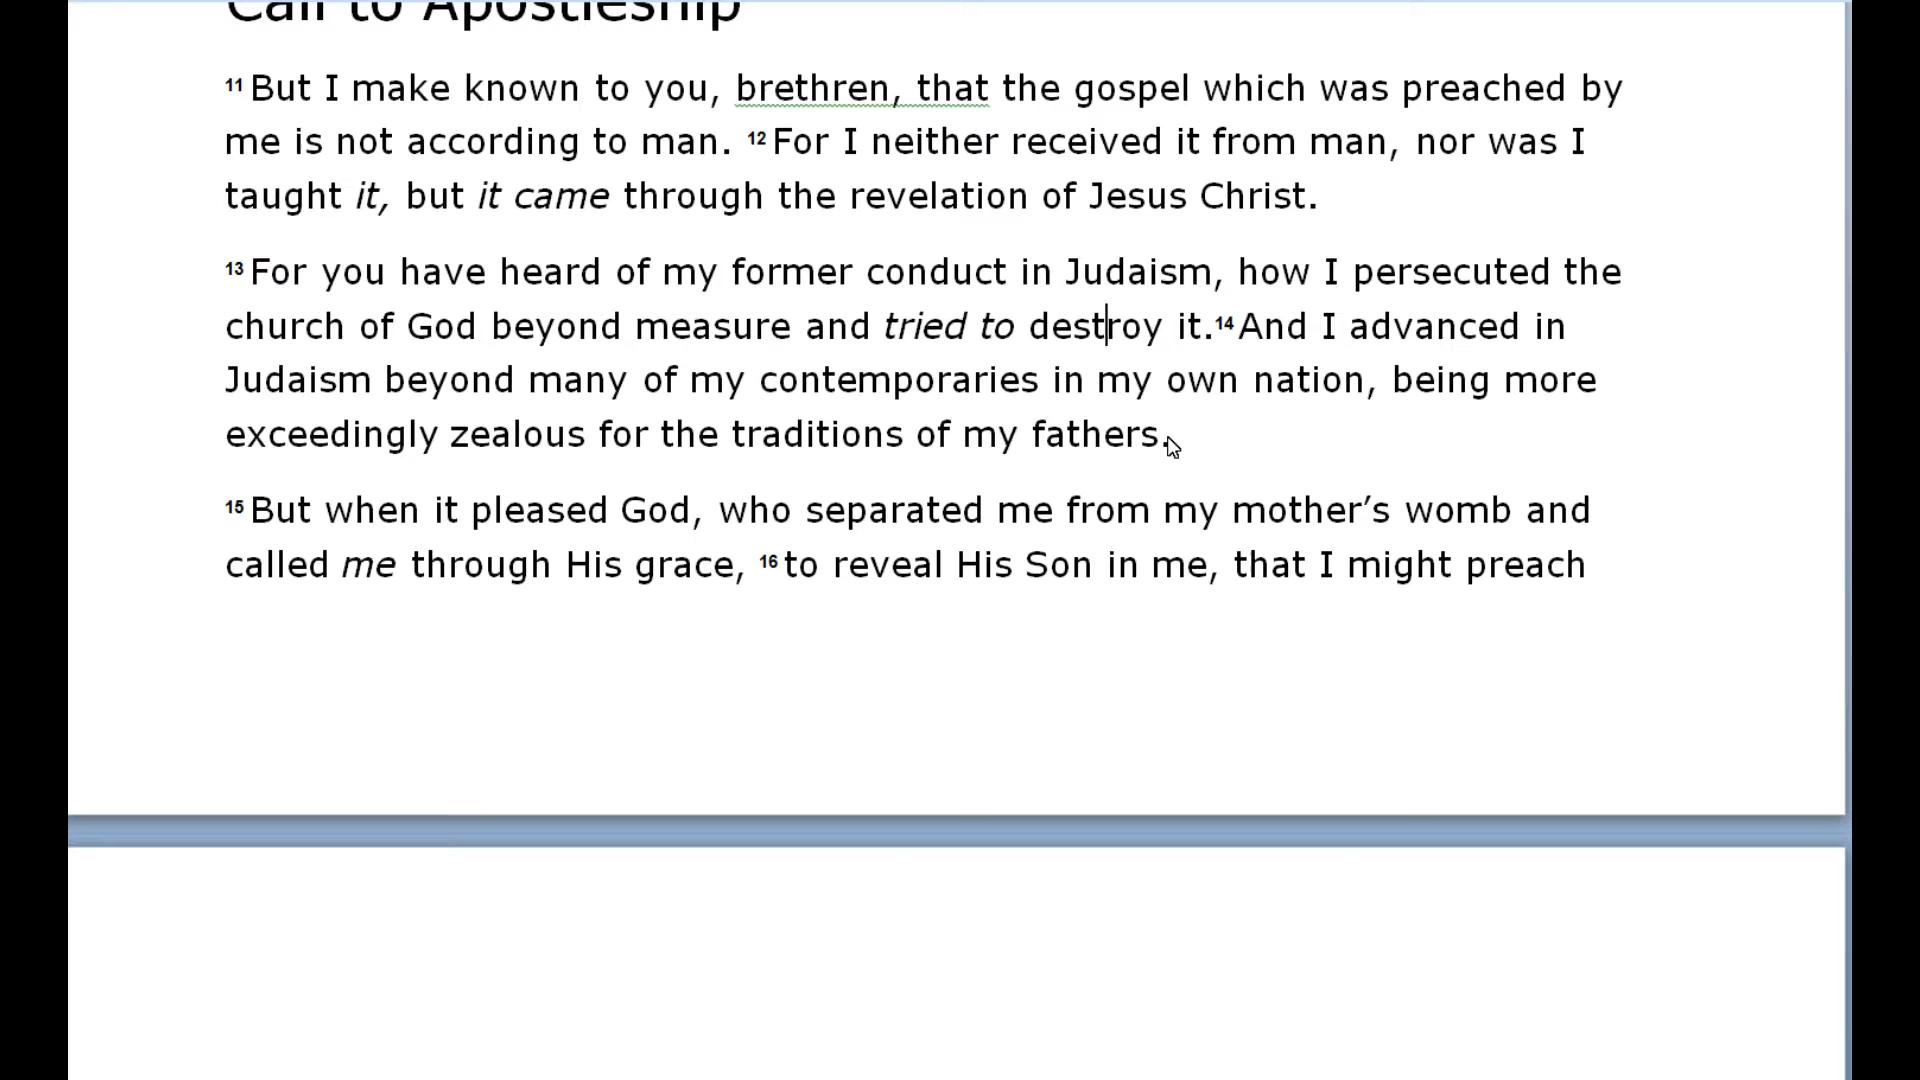 Call to Apostleship
11 But I make known to you, brethren, that the gospel which was preached by
me is not according to man. 12 For I neither received it from man, nor was I
taught it, but it came through the revelation of Jesus Christ.
13 For you have heard of my former conduct in Judaism, how I persecuted the
church of God beyond measure and tried to destroy it.14 And I advanced in
Judaism beyond many of my contemporaries in my own nation, being more
exceedingly zealous for the traditions of my fathers.
15 But when it pleased God, who separated me from my mother’s womb and
called me through His grace, 16 to reveal His Son in me, that I might preach